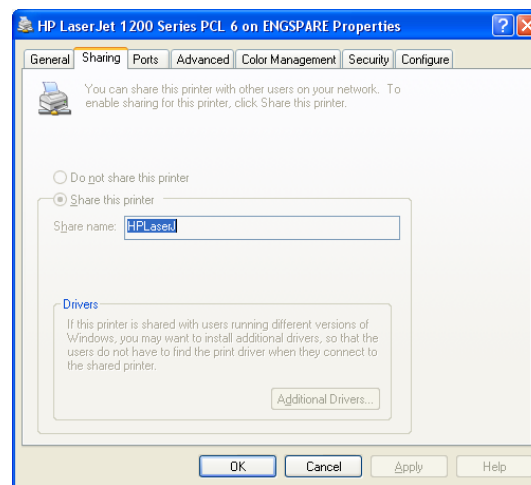 HP LaserJet 1200 Series PCL 6 on ENGSPARE Properties
General Sharing Ports Advanced Color Management Security Configure
You can share this printer with other users on your network. To
enable sharing for this printer, click Share this printer.
Do not share this printer
Share this printer
Share name: HPLaserJ
Drivers
If this printer is shared with users running different versions of
Windows, you may want to install additional drivers, so that the
users do not have to find the print driver when they connect to
the shared printer.
Additional Drivers...
OK Cancel Apply Help